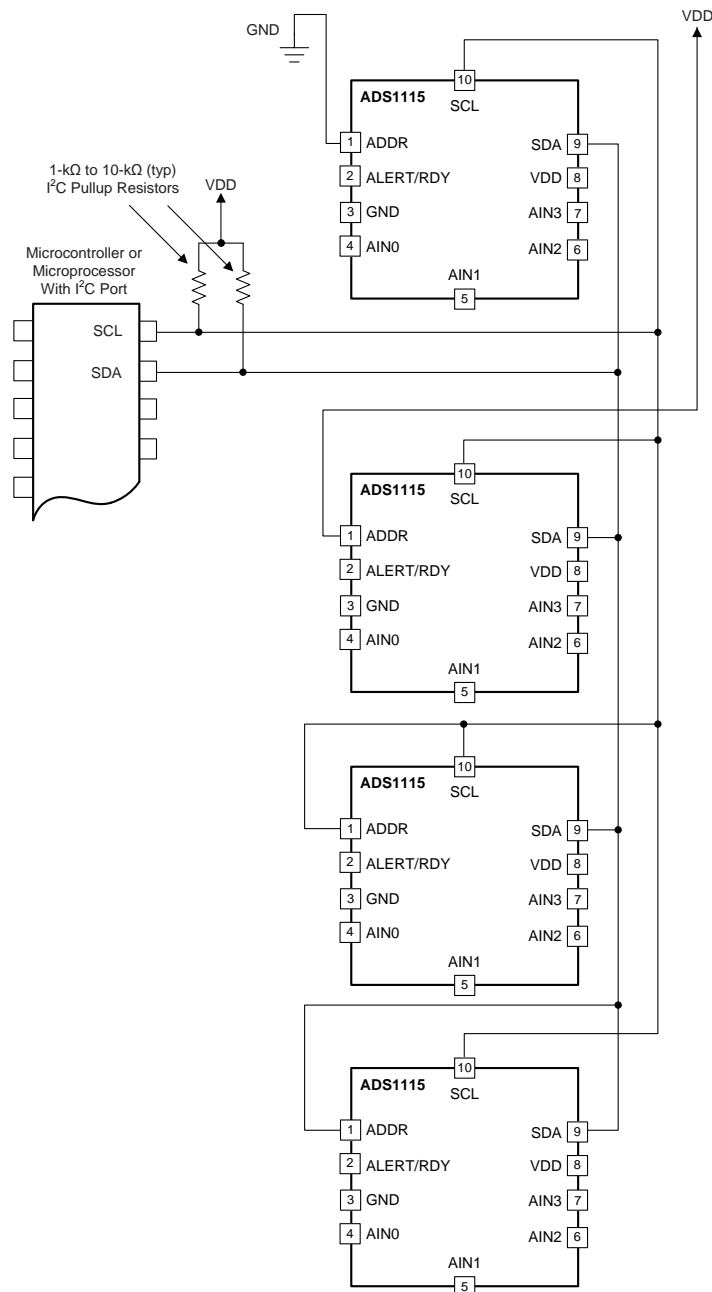 GND
VDD
10
ADS1115
SCL
1 ADDR
SDA 9
2 ALERT/RDY
VDD 8
3 GND
AIN3 7
4 AIN0
AIN2 6
AIN1
5
1-kΩ to 10-kΩ (typ)
I²C Pullup Resistors
VDD
Microcontroller or
Microprocessor
With I²C Port
SCL
SDA
10
ADS1115
SCL
1 ADDR
SDA 9
2 ALERT/RDY
VDD 8
3 GND
AIN3 7
4 AIN0
AIN2 6
AIN1
5
10
ADS1115
SCL
1 ADDR
SDA 9
2 ALERT/RDY
VDD 8
3 GND
AIN3 7
4 AIN0
AIN2 6
AIN1
5
10
ADS1115
SCL
1 ADDR
SDA 9
2 ALERT/RDY
VDD 8
3 GND
AIN3 7
4 AIN0
AIN2 6
AIN1
5